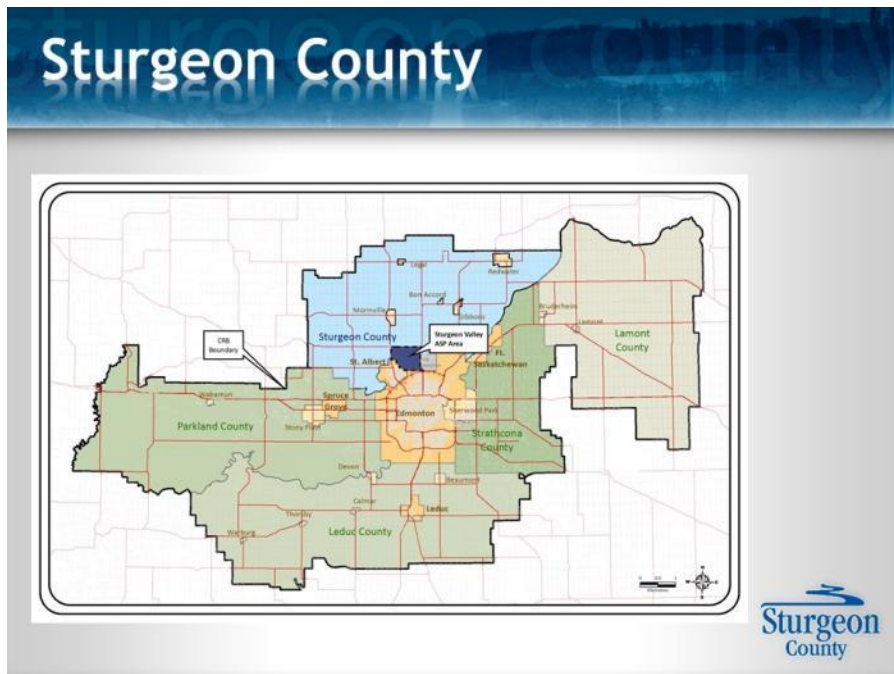 Sturgeon County
Legal
Redwater
Bon Accord
Gibbons
Bruderheim
Lamont
Morinville
Sturgeon County
Sturgeon Valley
ASP Area
Lamont
County
CRB
Boundary
St. Albert
Ft.
Saskatchewan
Wabamun
Spruce
Grove
Edmonton
Sherwood Park
Parkland County
Stony Plain
Strathcona
County
Devon
Beaumont
Calmar
Thorsby
Leduc
Warburg
Leduc County
Sturgeon
County